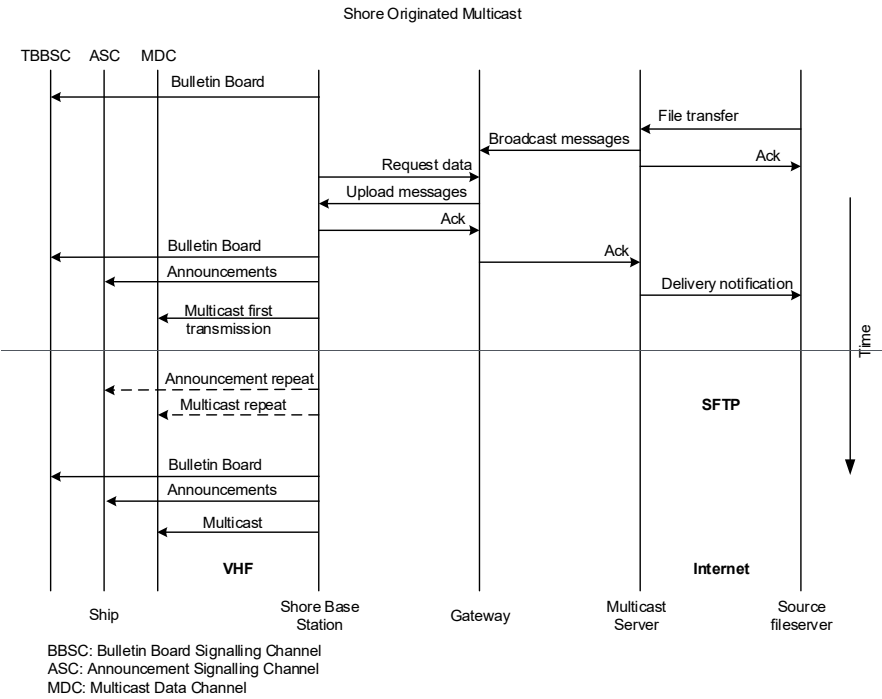 Shore Originated Multicast
TBBSC ASC MDC
Bulletin Board
File transfer
Broadcast messages
Ack
Request data
Upload messages
Ack
Bulletin Board
Ack
Announcements
Delivery notification
Multicast first
transmission
Time
Announcement repeat
Multicast repeat
SFTP
Bulletin Board
Announcements
Multicast
VHF
Internet
Ship
Shore Base
Station
Gateway
Multicast
Server
Source
fileserver
BBSC: Bulletin Board Signalling Channel
ASC: Announcement Signalling Channel
MDC: Multicast Data Channel